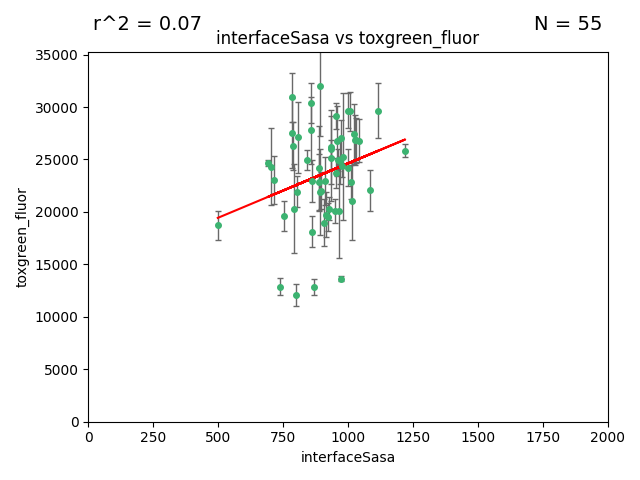 r^2 = 0.07
N = 55
interfaceSasa vs toxgreen_fluor
35000
30000
25000
20000
15000
10000
5000
0
toxgreen_fluor
0 250 500 750 1000 1250 1500 1750 2000
interfaceSasa